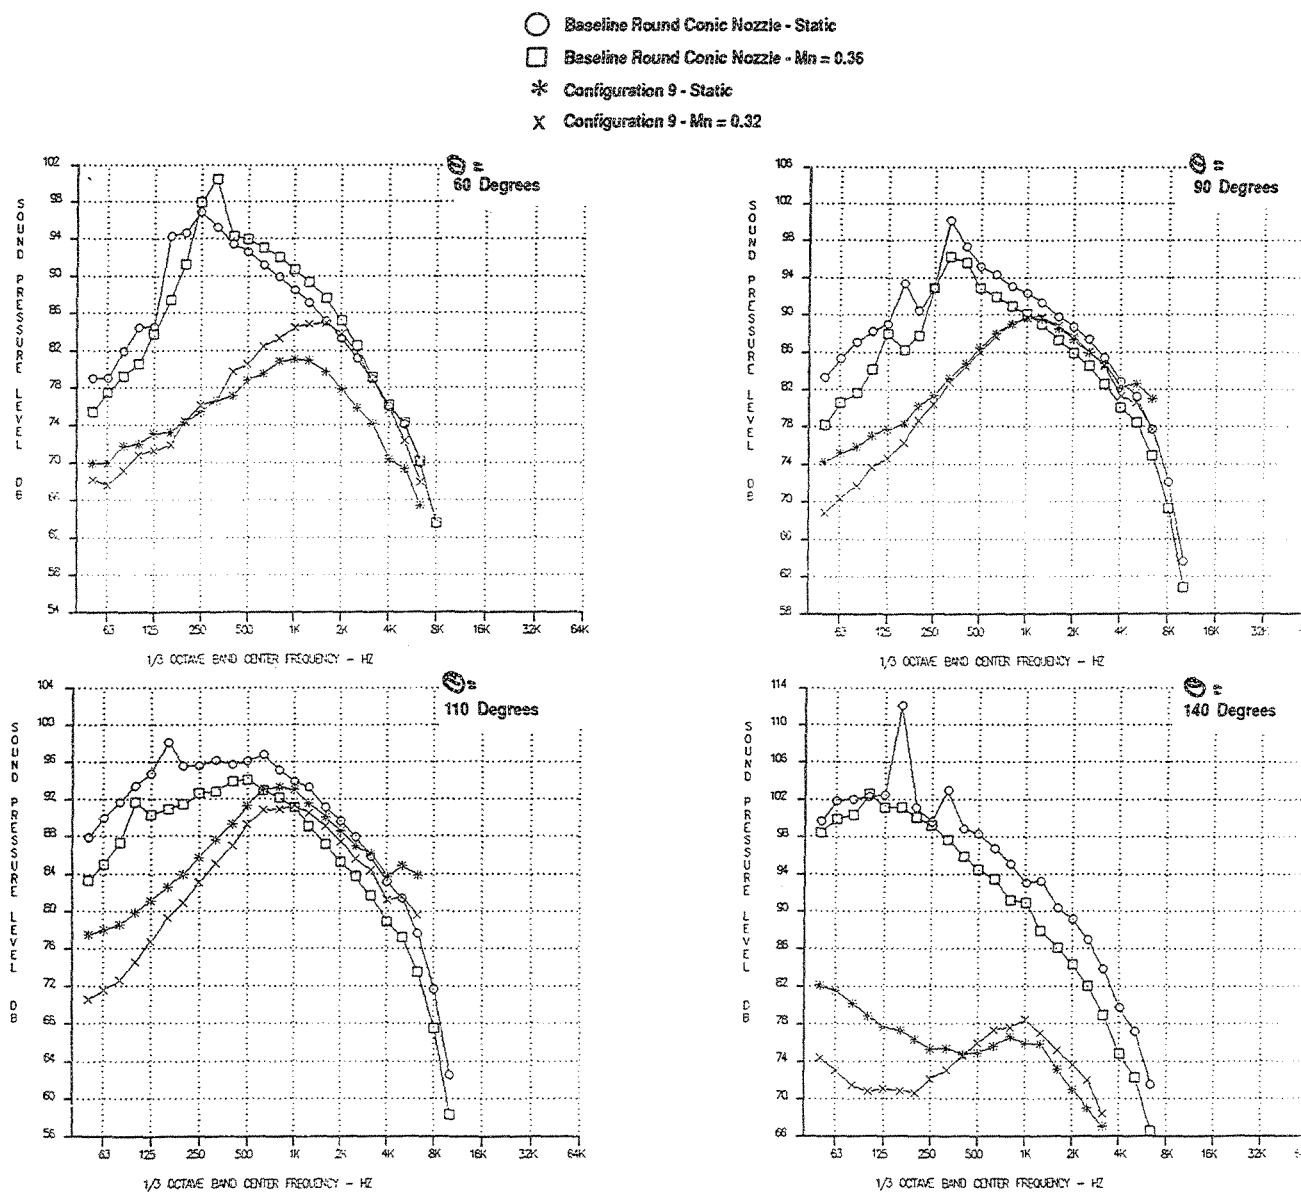 Baseline Round Conic Nozzle - Static
Baseline Round Conic Nozzle - Mn = 0.36
Configuration 9 - Static
Configuration 9 - Mn = 0.32
Θ =
60 Degrees
SOUND PRESSURE LEVEL DB
102
98
94
90
86
82
78
74
70
66
62
58
54
63 125 250 500 1K 2K 4K 8K 16K 32K 64K
1/3 OCTAVE BAND CENTER FREQUENCY - HZ
Θ =
90 Degrees
SOUND PRESSURE LEVEL DB
106
102
98
94
90
86
82
78
74
70
66
62
58
63 125 250 500 1K 2K 4K 8K 16K 32K
1/3 OCTAVE BAND CENTER FREQUENCY - HZ
Θ =
110 Degrees
SOUND PRESSURE LEVEL DB
104
100
96
92
88
84
80
76
72
68
64
60
56
63 125 250 500 1K 2K 4K 8K 16K 32K 64K
1/3 OCTAVE BAND CENTER FREQUENCY - HZ
Θ =
140 Degrees
SOUND PRESSURE LEVEL DB
114
110
106
102
98
94
90
86
82
78
74
70
66
63 125 250 500 1K 2K 4K 8K 16K 32K
1/3 OCTAVE BAND CENTER FREQUENCY - HZ